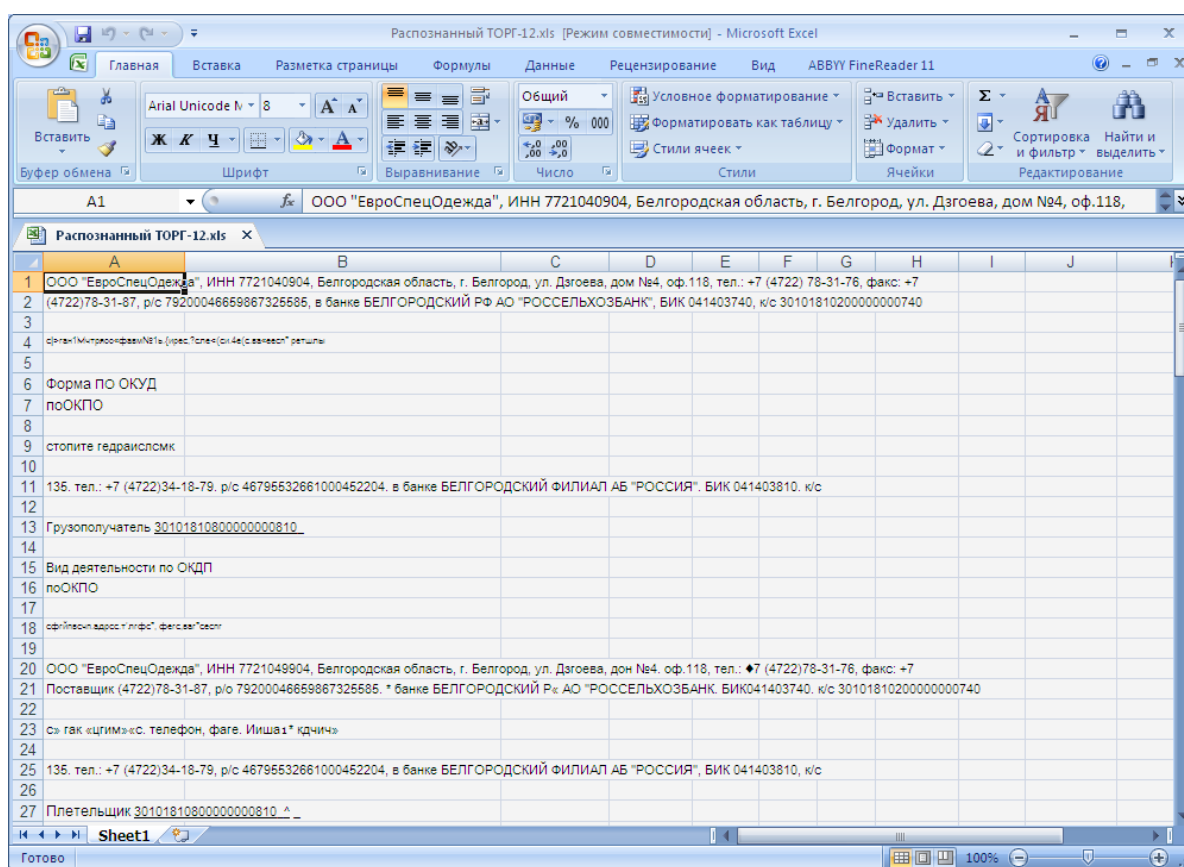 Распознанный ТОРГ-12.xls [Режим совместимости] - Microsoft Excel
Главная Вставка Разметка страницы Формулы Данные Рецензирование Вид ABBYY FineReader 11
Вставить
Буфер обмена
Arial Unicode M 8
Ж К Ч
Шрифт
Выравнивание
Общий
% 000
Число
Условное форматирование
Форматировать как таблицу
Стили ячеек
Стили
Вставить
Удалить
Формат
Ячейки
Σ
Сортировка и фильтр
Найти и выделить
Редактирование
A1 fx ООО "ЕвроСпецОдежда", ИНН 7721040904, Белгородская область, г. Белгород, ул. Дзгоева, дом №4, оф.118,
Распознанный ТОРГ-12.xls X
A B C D E F G H I J
1 ООО "ЕвроСпецОдежда", ИНН 7721040904, Белгородская область, г. Белгород, ул. Дзгоева, дом №4, оф.118, тел.: +7 (4722) 78-31-76, факс: +7
2 (4722)78-31-87, р/с 79200046659867325585, в банке БЕЛГОРОДСКИЙ РФ АО "РОССЕЛЬХОЗБАНК", БИК 041403740, к/с 30101810200000000740
3
4
5
6 Форма ПО ОКУД
7 поОКПО
8
9 стопите гедраислсмк
10
11 135. тел.: +7 (4722)34-18-79. р/с 46795532661000452204. в банке БЕЛГОРОДСКИЙ ФИЛИАЛ АБ "РОССИЯ". БИК 041403810. к/с
12
13 Грузополучатель 30101810800000000810_
14
15 Вид деятельности по ОКДП
16 поОКПО
17
18
19
20 ООО "ЕвроСпецОдежда", ИНН 7721049904, Белгородская область, г. Белгород, ул. Дзгоева, дон №4. оф.118, тел.: ♦7 (4722)78-31-76, факс: +7
21 Поставщик (4722)78-31-87, р/о 79200046659867325585. * банке БЕЛГОРОДСКИЙ Р« АО "РОССЕЛЬХОЗБАНК. БИК041403740. к/с 30101810200000000740
22
23 с» гак «цгим»«с. телефон, фаге. Ииша1* кдчич»
24
25 135. тел.: +7 (4722)34-18-79, р/с 46795532661000452204, в банке БЕЛГОРОДСКИЙ ФИЛИАЛ АБ "РОССИЯ", БИК 041403810, к/с
26
27 Плетельщик 30101810800000000810_^_
Sheet1
Готово 100%